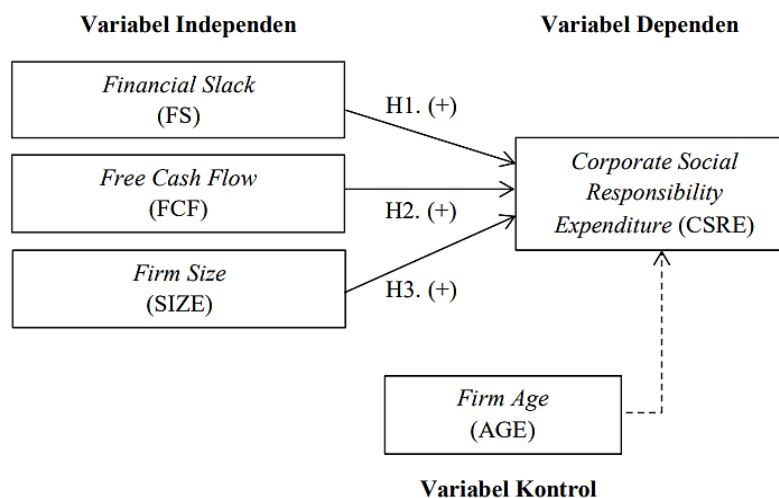 Variabel Independen
Variabel Dependen
Financial Slack
(FS)
H1. (+)
Free Cash Flow
(FCF)
H2. (+)
Corporate Social
Responsibility
Expenditure (CSRE)
Firm Size
(SIZE)
H3. (+)
Firm Age
(AGE)
Variabel Kontrol